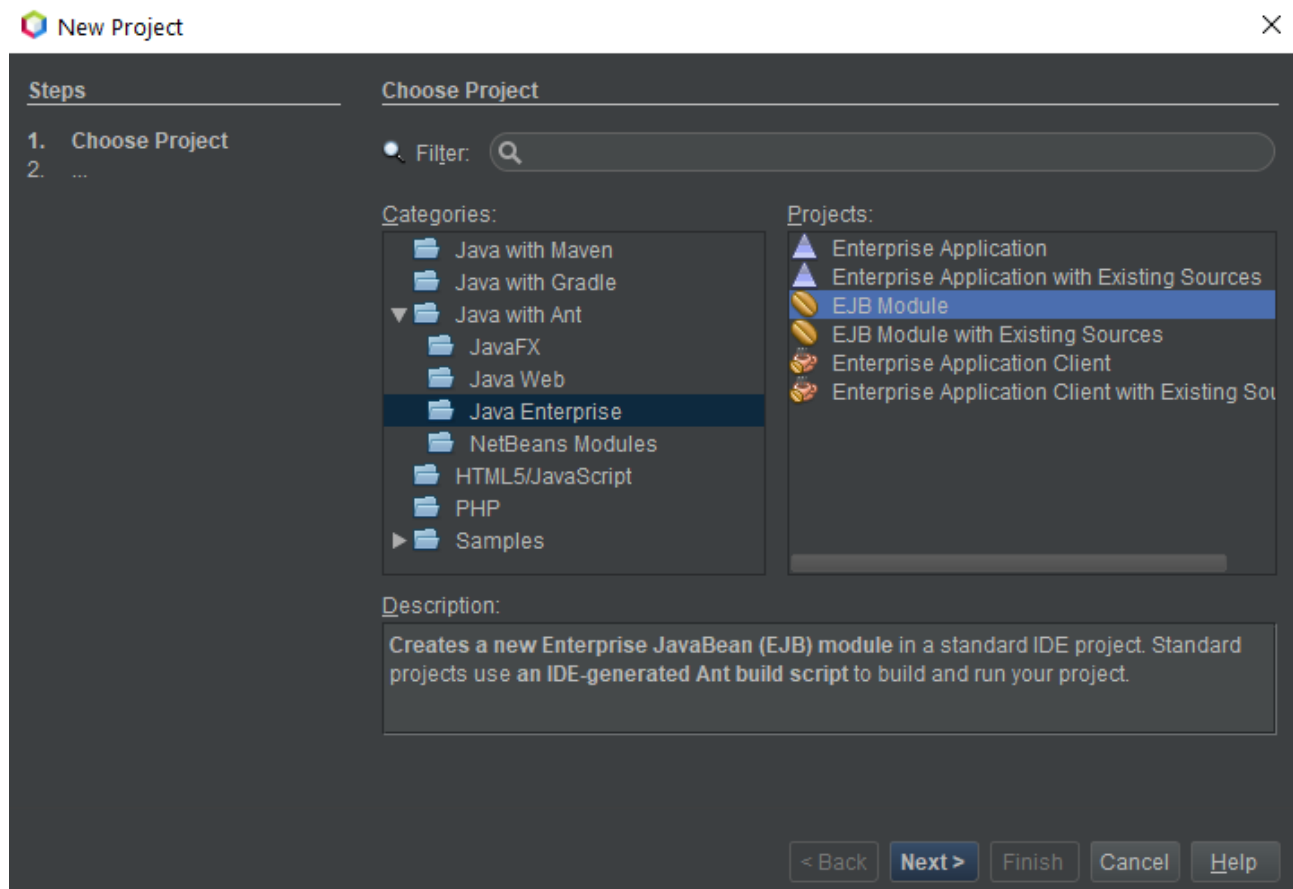 New Project
Steps
1. Choose Project
2. ...
Choose Project
Filter:
Categories:
Java with Maven
Java with Gradle
Java with Ant
JavaFX
Java Web
Java Enterprise
NetBeans Modules
HTML5/JavaScript
PHP
Samples
Projects:
Enterprise Application
Enterprise Application with Existing Sources
EJB Module
EJB Module with Existing Sources
Enterprise Application Client
Enterprise Application Client with Existing Sou
Description:
Creates a new Enterprise JavaBean (EJB) module in a standard IDE project. Standard
projects use an IDE-generated Ant build script to build and run your project.
< Back Next > Finish Cancel Help